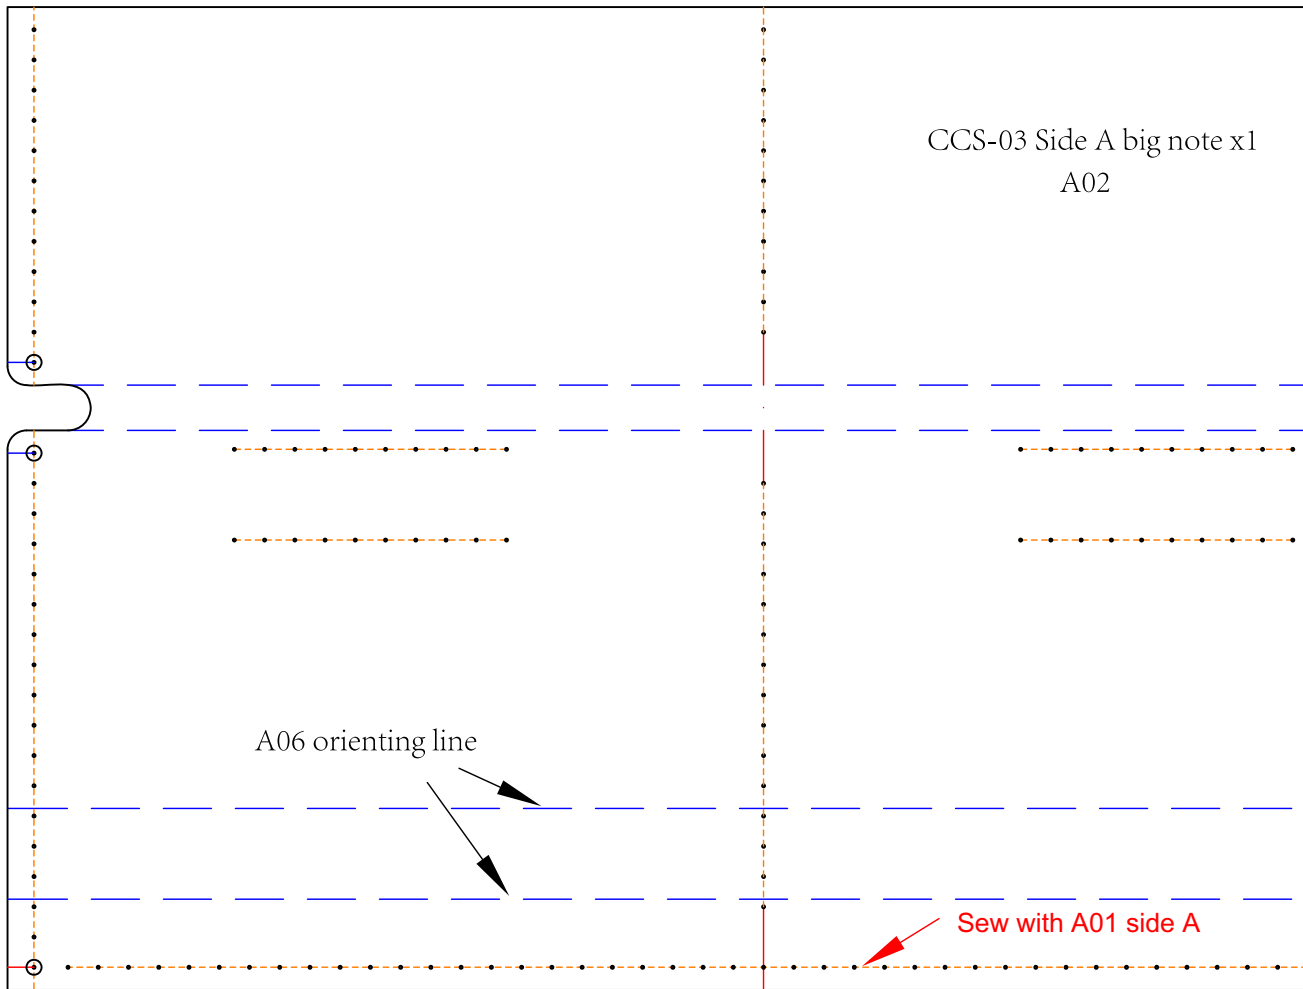 CCS-03 Side A big note x1
A02
A06 orienting line
Sew with A01 side A